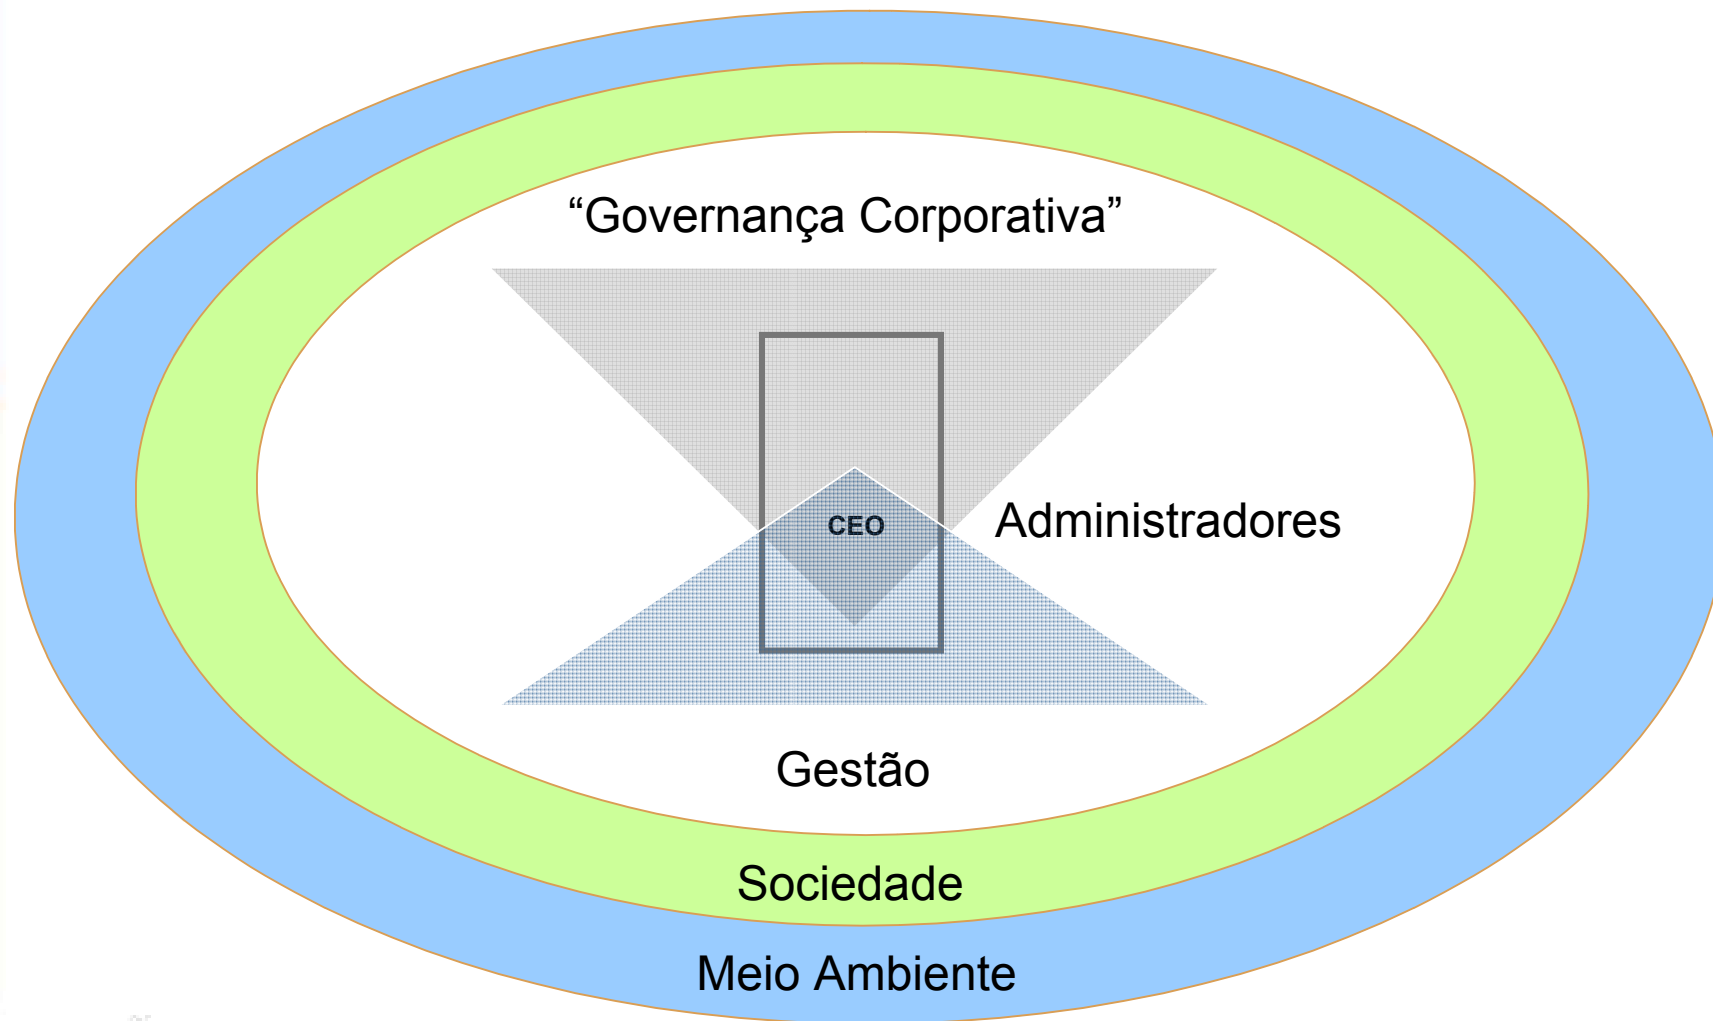 “Governança Corporativa”
CEO
Administradores
Gestão
Sociedade
Meio Ambiente